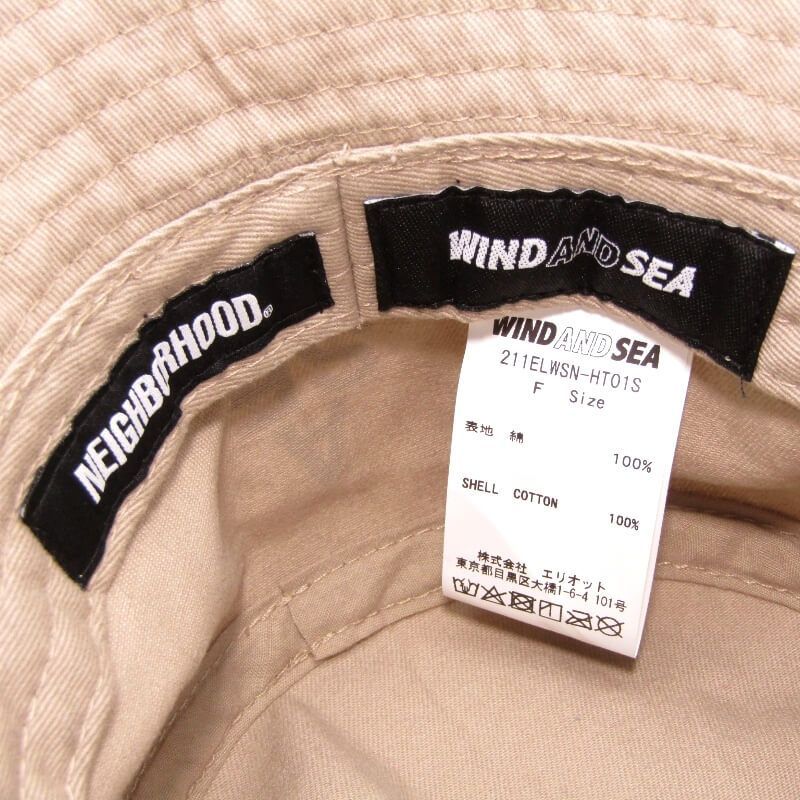 NEIGHBORHOOD®
WIND AND SEA
WIND AND SEA
211ELWSN-HT01S
F Size
表地 綿
100%
SHELL COTTON
100%
株式会社 エリオット
東京都目黒区大橋1-6-4 101号